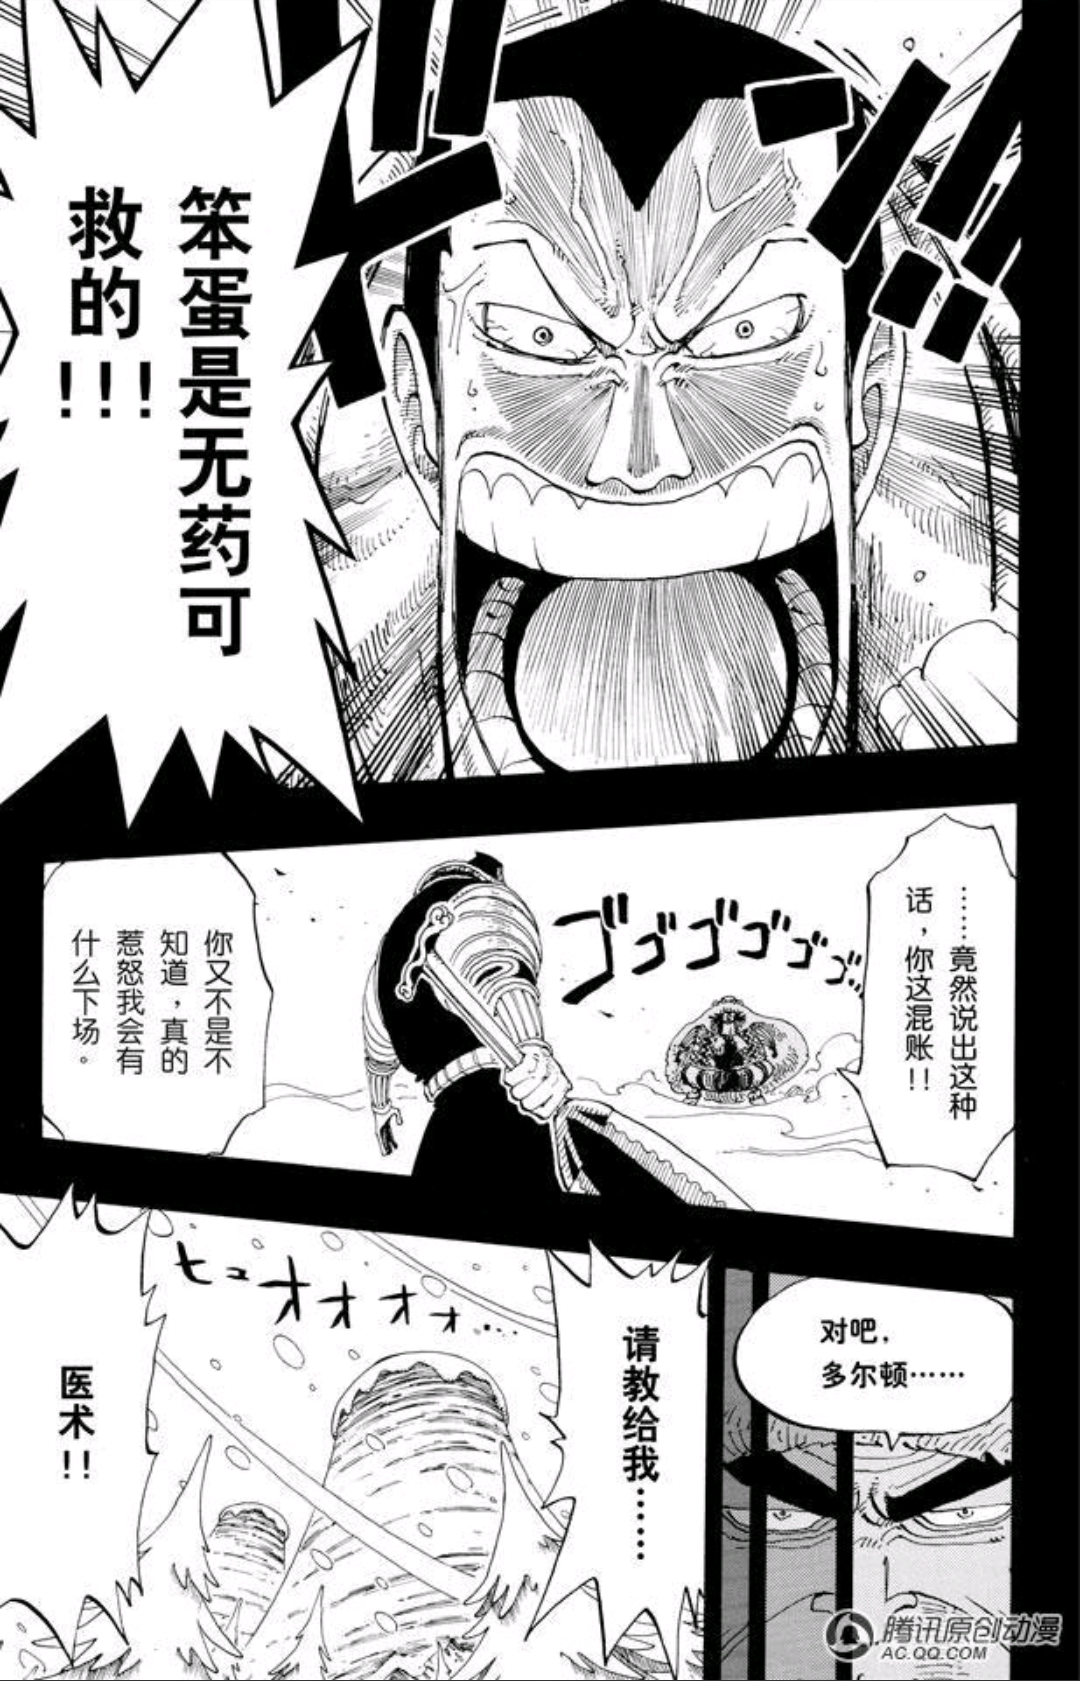 笨蛋是无药可
救的!!!
……竟然说出这种
话，你这混账!!
ゴゴゴゴゴゴ…
你又不是不
知道，真的
惹怒我会有
什么下场。
对吧，
多尔顿……
请教给我……
ヒュオオオオ…
医术!!
腾讯原创动漫
AC.QQ.COM